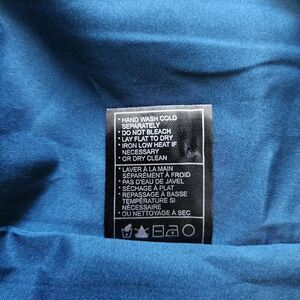 * HAND WASH COLD
SEPARATELY
* DO NOT BLEACH
* LAY FLAT TO DRY
* IRON LOW HEAT IF
NECESSARY
* OR DRY CLEAN
* LAVER À LA MAIN
SÉPARÉMENT À FROID
* PAS D'EAU DE JAVEL
* SÉCHAGE À PLAT
* REPASSAGE À BASSE
TEMPÉRATURE SI
NÉCESSAIRE
* OU NETTOYAGE À SEC